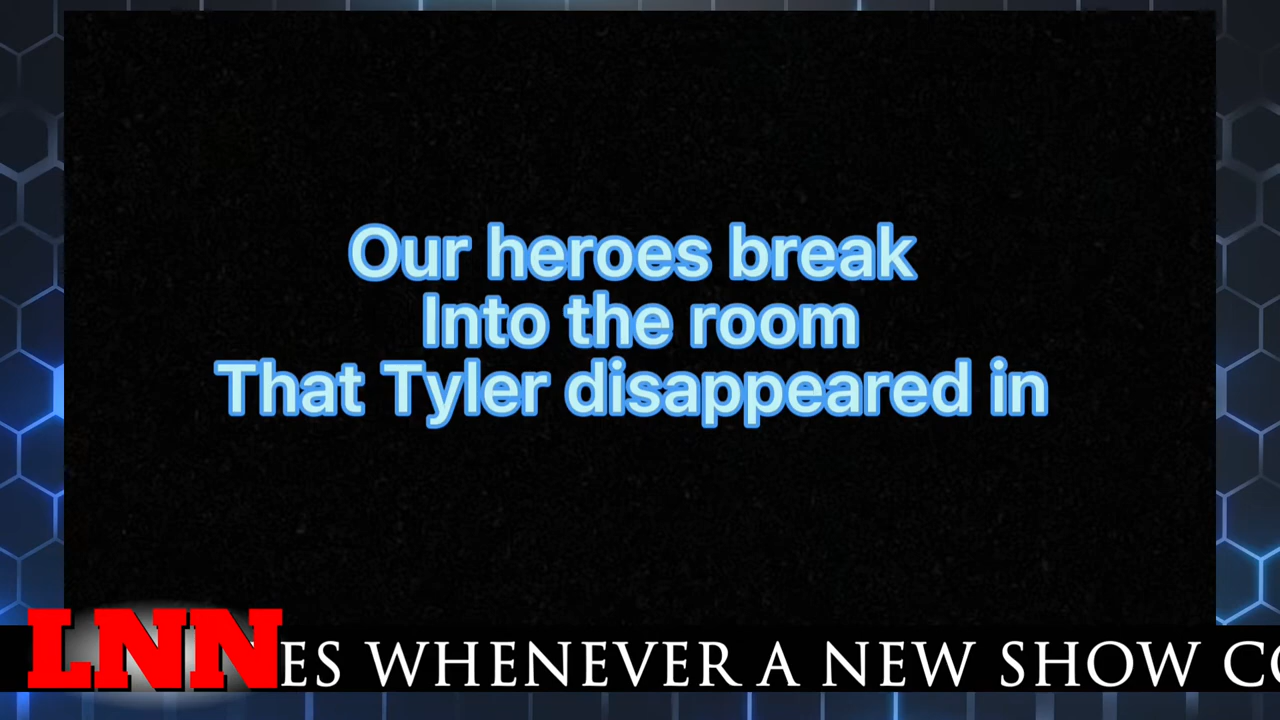 Our heroes break
Into the room
That Tyler disappeared in
LNN
ES WHENEVER A NEW SHOW CO